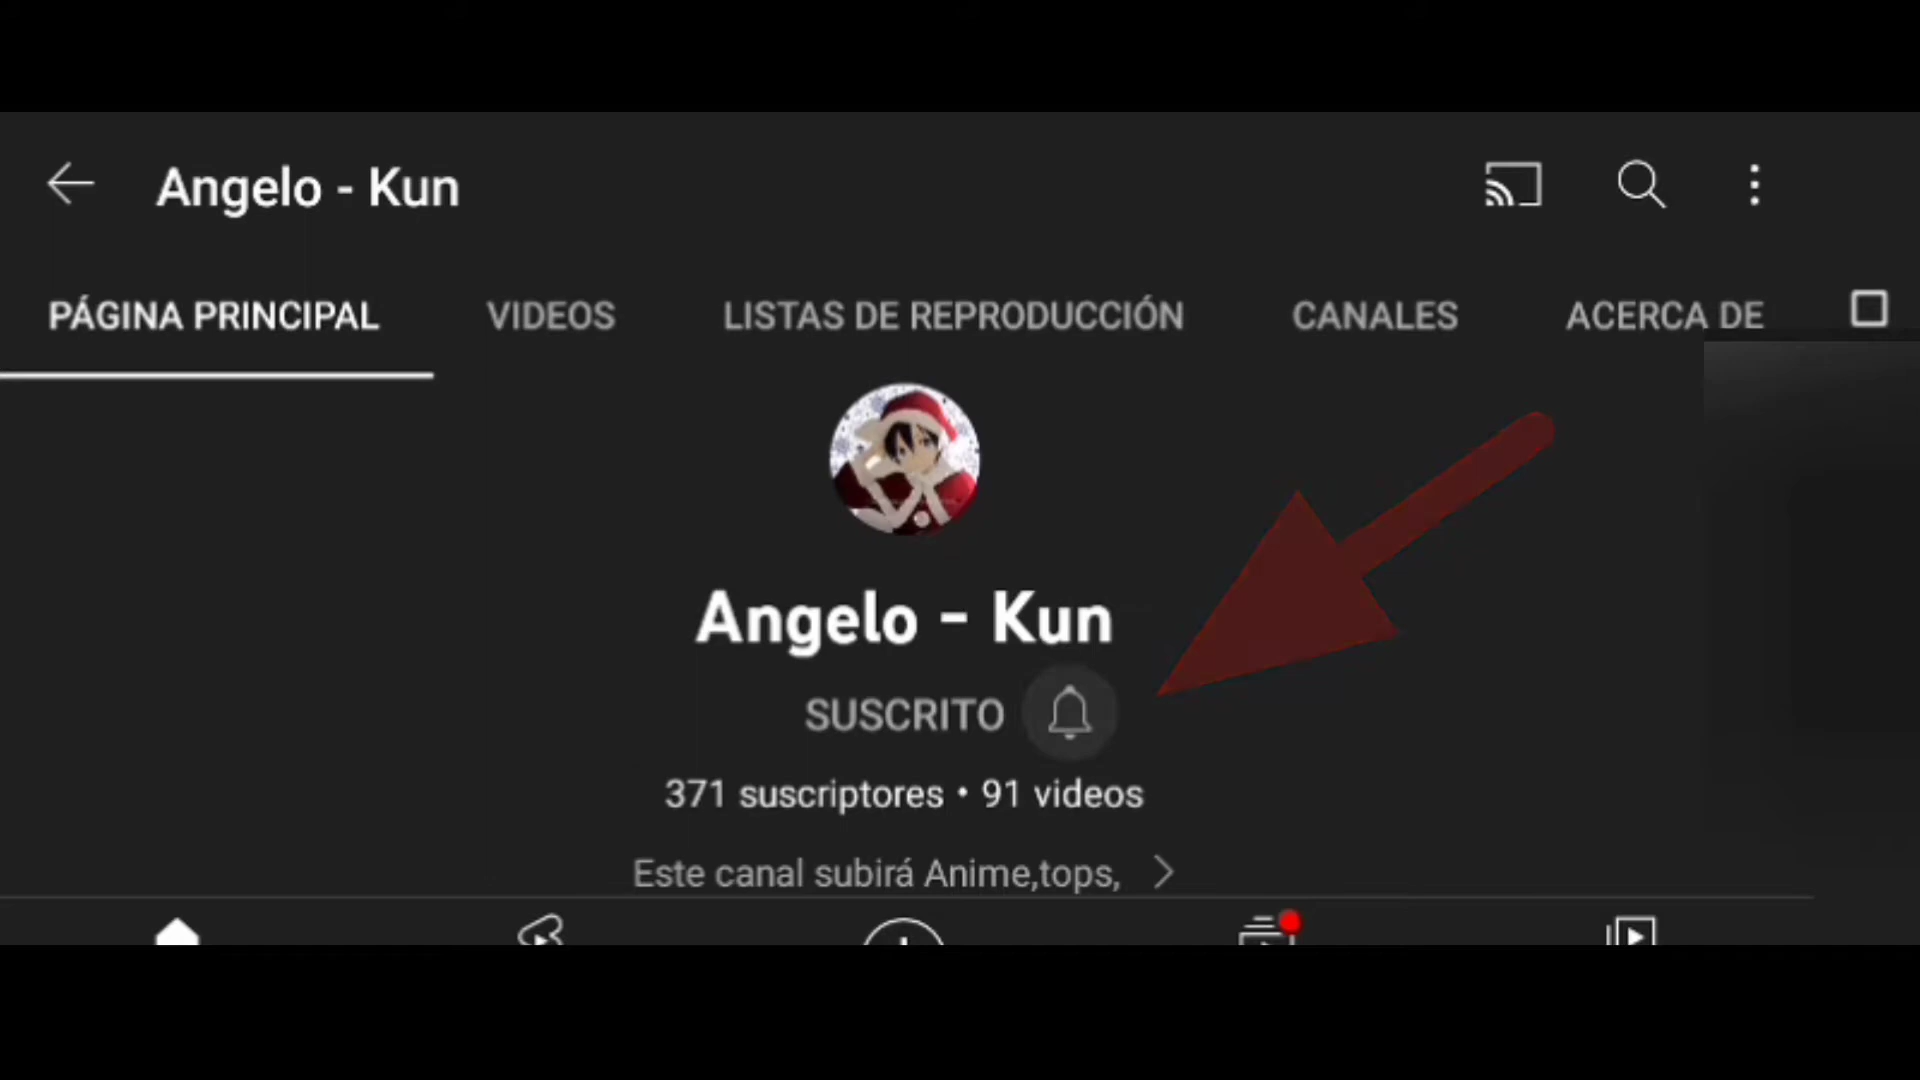 Angelo - Kun
PÁGINA PRINCIPAL VIDEOS LISTAS DE REPRODUCCIÓN CANALES ACERCA DE
Angelo - Kun
SUSCRITO
371 suscriptores • 91 videos
Este canal subirá Anime,tops,